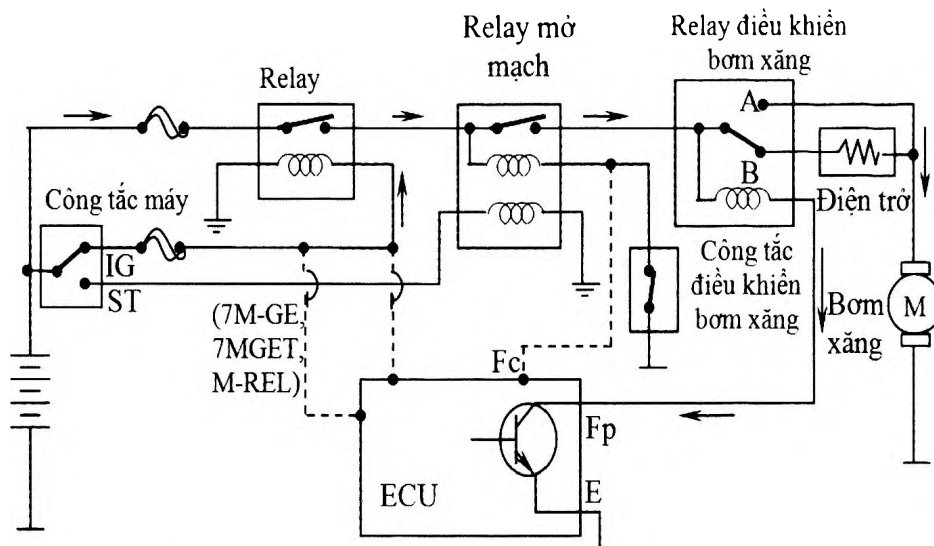 Relay mở
mạch
Relay điều khiển
bơm xăng
Relay
A
B
Điện trở
Công tắc máy
IG
ST
Công tắc
điều khiển
bơm xăng
(7M-GE,
7MGET,
M-REL)
Fc
Bơm
xăng
M
Fp
E
ECU